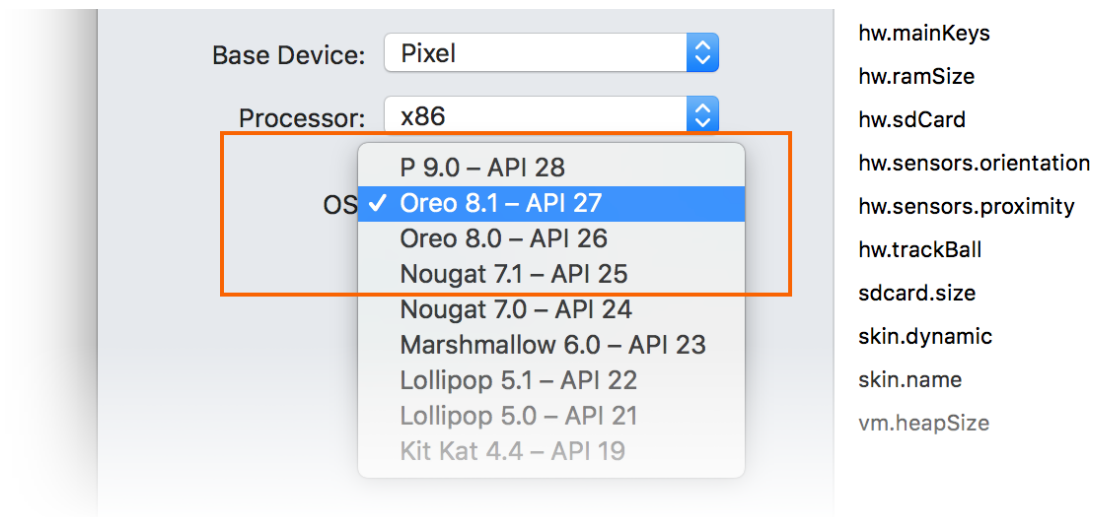 Base Device: Pixel
Processor: x86
OS
P 9.0 – API 28
✓ Oreo 8.1 – API 27
Oreo 8.0 – API 26
Nougat 7.1 – API 25
Nougat 7.0 – API 24
Marshmallow 6.0 – API 23
Lollipop 5.1 – API 22
Lollipop 5.0 – API 21
Kit Kat 4.4 – API 19
hw.mainKeys
hw.ramSize
hw.sdCard
hw.sensors.orientation
hw.sensors.proximity
hw.trackBall
sdcard.size
skin.dynamic
skin.name
vm.heapSize